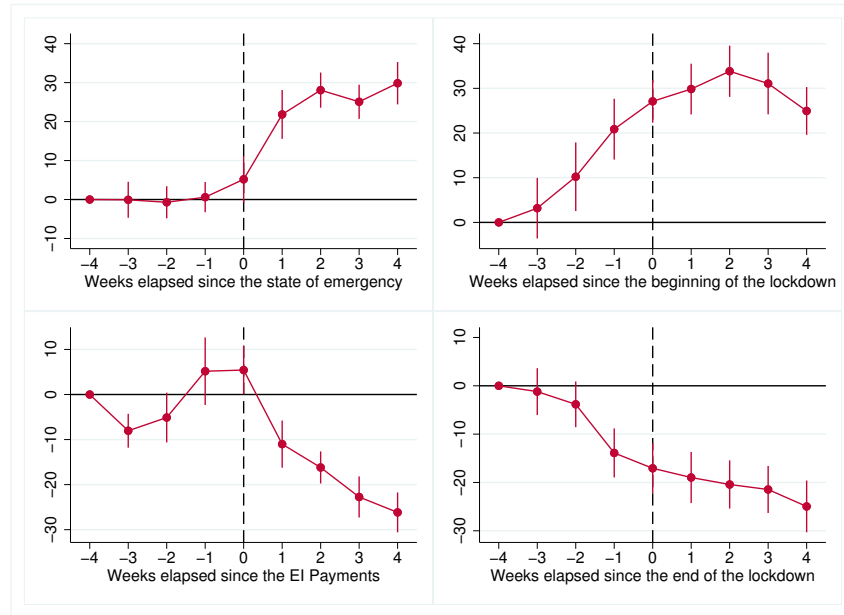 40
30
20
10
0
−10
−4 −3 −2 −1 0 1 2 3 4
Weeks elapsed since the state of emergency
40
30
20
10
0
−4 −3 −2 −1 0 1 2 3 4
Weeks elapsed since the beginning of the lockdown
10
0
−10
−20
−30
−4 −3 −2 −1 0 1 2 3 4
Weeks elapsed since the EI Payments
10
0
−10
−20
−30
−4 −3 −2 −1 0 1 2 3 4
Weeks elapsed since the end of the lockdown